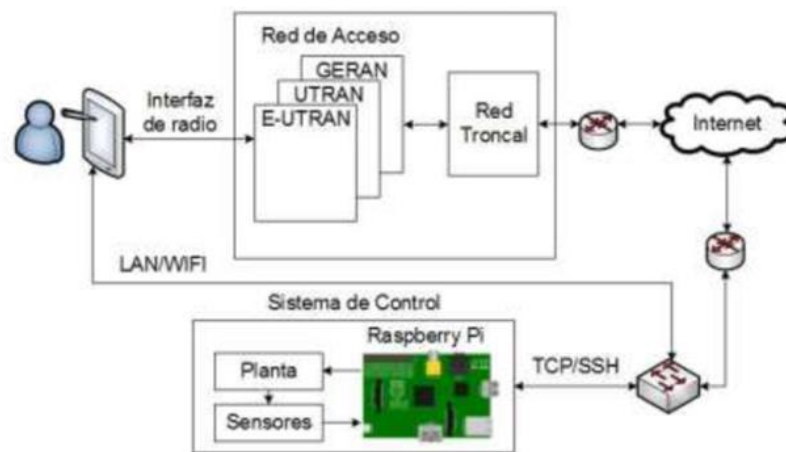 Red de Acceso
GERAN
UTRAN
E-UTRAN
Interfaz
de radio
Red
Troncal
Internet
LAN/WIFI
Sistema de Control
Raspberry Pi
Planta
Sensores
TCP/SSH